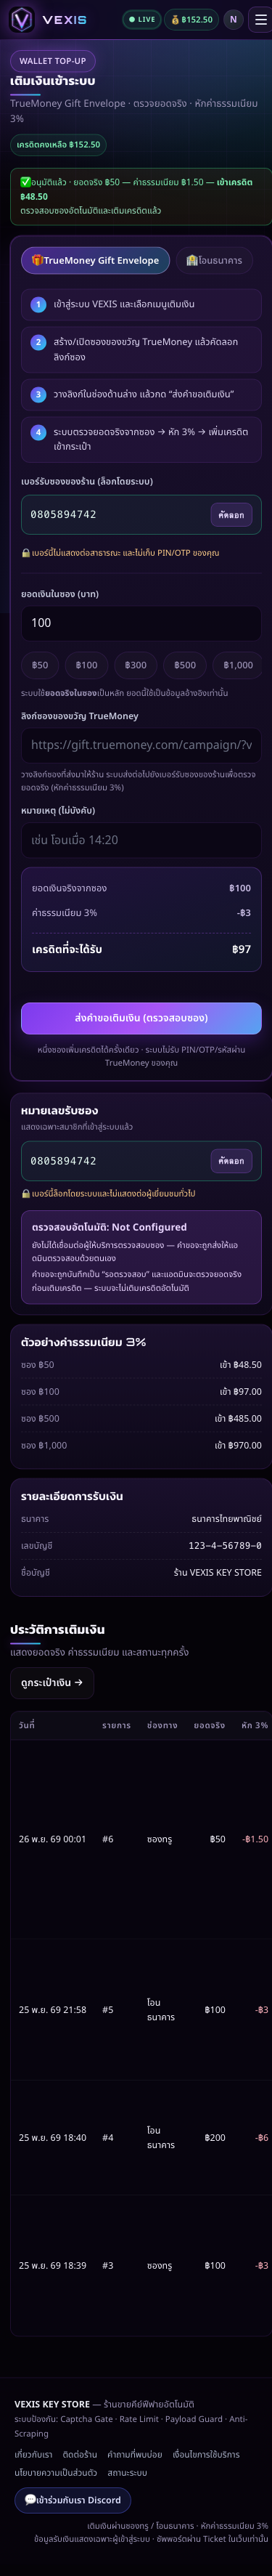 VEXIS
LIVE
฿152.50
N
WALLET TOP-UP
เติมเงินเข้าระบบ
TrueMoney Gift Envelope · ตรวจยอดจริง · หักค่าธรรมเนียม
3%
เครดิตคงเหลือ ฿152.50
✅อนุมัติแล้ว · ยอดจริง ฿50 — ค่าธรรมเนียม ฿1.50 — เข้าเครดิต
฿48.50
ตรวจสอบซองอัตโนมัติและเติมเครดิตแล้ว
🎁TrueMoney Gift Envelope
🏦โอนธนาคาร
1 เข้าสู่ระบบ VEXIS และเลือกเมนูเติมเงิน
2 สร้าง/เปิดซองของขวัญ TrueMoney แล้วคัดลอก
ลิงก์ซอง
3 วางลิงก์ในช่องด้านล่าง แล้วกด “ส่งคำขอเติมเงิน”
4 ระบบตรวจยอดจริงจากซอง → หัก 3% → เพิ่มเครดิต
เข้ากระเป๋า
เบอร์รับซองของร้าน (ล็อกโดยระบบ)
0805894742
คัดลอก
🔒เบอร์นี้ไม่แสดงต่อสาธารณะ และไม่เก็บ PIN/OTP ของคุณ
ยอดเงินในซอง (บาท)
100
฿50
฿100
฿300
฿500
฿1,000
ระบบใช้ยอดจริงในซองเป็นหลัก ยอดนี้ใช้เป็นข้อมูลอ้างอิงเท่านั้น
ลิงก์ซองของขวัญ TrueMoney
https://gift.truemoney.com/campaign/?v
วางลิงก์ซองที่ส่งมาให้ร้าน ระบบส่งต่อไปยังเบอร์รับซองของร้านเพื่อตรวจ
ยอดจริง (หักค่าธรรมเนียม 3%)
หมายเหตุ (ไม่บังคับ)
เช่น โอนเมื่อ 14:20
ยอดเงินจริงจากซอง ฿100
ค่าธรรมเนียม 3% -฿3
เครดิตที่จะได้รับ ฿97
ส่งคำขอเติมเงิน (ตรวจสอบซอง)
หนึ่งซองเพิ่มเครดิตได้ครั้งเดียว · ระบบไม่รับ PIN/OTP/รหัสผ่าน
TrueMoney ของคุณ
หมายเลขรับซอง
แสดงเฉพาะสมาชิกที่เข้าสู่ระบบแล้ว
0805894742
คัดลอก
🔒เบอร์นี้ล็อกโดยระบบและไม่แสดงต่อผู้เยี่ยมชมทั่วไป
ตรวจสอบอัตโนมัติ: Not Configured
ยังไม่ได้เชื่อมต่อผู้ให้บริการตรวจสอบซอง — คำขอจะถูกส่งให้แอ
ดมินตรวจสอบด้วยตนเอง
คำขอจะถูกบันทึกเป็น “รอตรวจสอบ” และแอดมินจะตรวจยอดจริง
ก่อนเติมเครดิต — ระบบจะไม่เติมเครดิตอัตโนมัติ
ตัวอย่างค่าธรรมเนียม 3%
ซอง ฿50 เข้า ฿48.50
ซอง ฿100 เข้า ฿97.00
ซอง ฿500 เข้า ฿485.00
ซอง ฿1,000 เข้า ฿970.00
รายละเอียดการรับเงิน
ธนาคาร ธนาคารไทยพาณิชย์
เลขบัญชี 123-4-56789-0
ชื่อบัญชี ร้าน VEXIS KEY STORE
ประวัติการเติมเงิน
แสดงยอดจริง ค่าธรรมเนียม และสถานะทุกครั้ง
ดูกระเป๋าเงิน →
วันที่ รายการ ช่องทาง ยอดจริง หัก 3%
26 พ.ย. 69 00:01 #6 ซองทรู ฿50 -฿1.50
25 พ.ย. 69 21:58 #5 โอน
ธนาคาร ฿100 -฿3
25 พ.ย. 69 18:40 #4 โอน
ธนาคาร ฿200 -฿6
25 พ.ย. 69 18:39 #3 ซองทรู ฿100 -฿3
VEXIS KEY STORE — ร้านขายคีย์ฟีฟายอัตโนมัติ
ระบบป้องกัน: Captcha Gate · Rate Limit · Payload Guard · Anti-
Scraping
เกี่ยวกับเรา ติดต่อร้าน คำถามที่พบบ่อย เงื่อนไขการใช้บริการ
นโยบายความเป็นส่วนตัว สถานะระบบ
💬เข้าร่วมกับเรา Discord
เติมเงินผ่านซองทรู / โอนธนาคาร · หักค่าธรรมเนียม 3%
ข้อมูลรับเงินแสดงเฉพาะผู้เข้าสู่ระบบ · ซัพพอร์ตผ่าน Ticket ในเว็บเท่านั้น